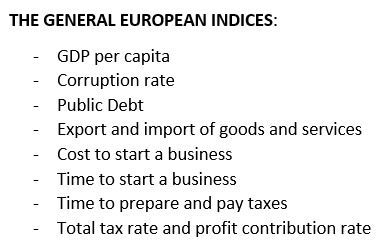 THE GENERAL EUROPEAN INDICES:
- GDP per capita
- Corruption rate
- Public Debt
- Export and import of goods and services
- Cost to start a business
- Time to start a business
- Time to prepare and pay taxes
- Total tax rate and profit contribution rate